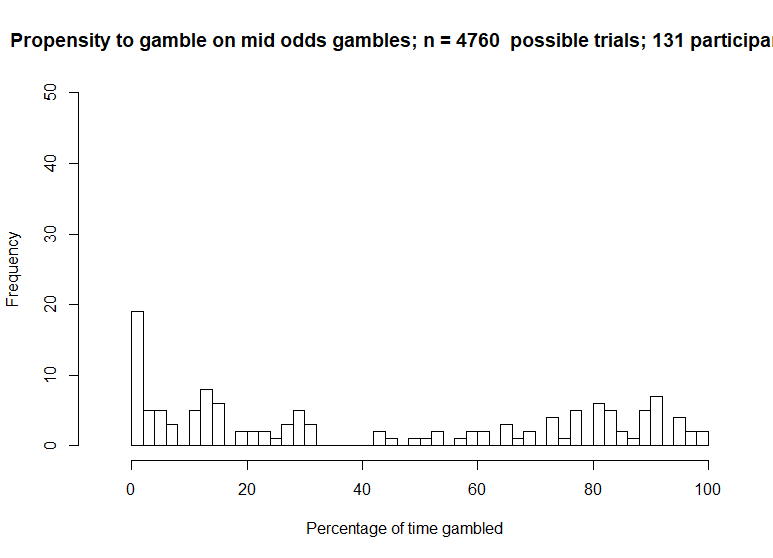 Propensity to gamble on mid odds gambles; n = 4760 possible trials; 131 participa
50
40
30
20
10
0
Frequency
0 20 40 60 80 100
Percentage of time gambled